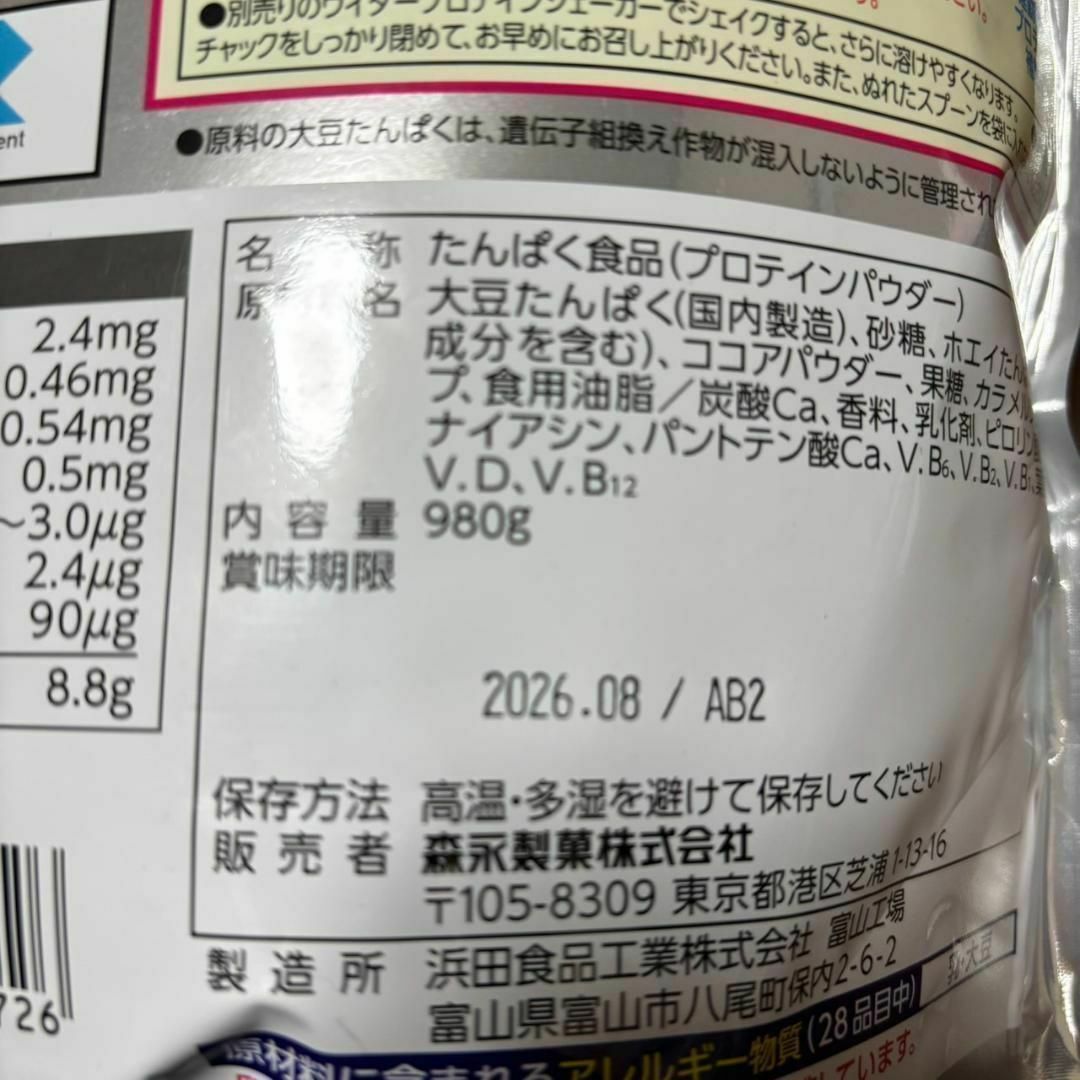 ●別売りのウイダープロテインシェーカーでシェイクすると、さらに溶けやすくなります。
チャックをしっかり閉めて、お早めにお召し上がりください。また、ぬれたスプーンを袋に入
ent
●原料の大豆たんぱくは、遺伝子組換え作物が混入しないように管理され
2.4mg
0.46mg
0.54mg
0.5mg
～3.0μg
2.4μg
90μg
8.8g
名 称 たんぱく食品(プロテインパウダー)
原 名 大豆たんぱく(国内製造)、砂糖、ホエイたん
成分を含む)、ココアパウダー、果糖、カラメル
プ、食用油脂／炭酸Ca、香料、乳化剤、ピロリン
ナイアシン、パントテン酸Ca、V.B6、V.B2、V.B1、
V.D、V.B12
内容量 980g
賞味期限
2026.08 / AB2
保存方法 高温・多湿を避けて保存してください
販売者 森永製菓株式会社
〒105-8309 東京都港区芝浦1-13-16
製造所 浜田食品工業株式会社 富山工場
富山県富山市八尾町保内2-6-2
726
原材料に含まれるアレルギー物質(28品目中)
乳・大豆
しています。